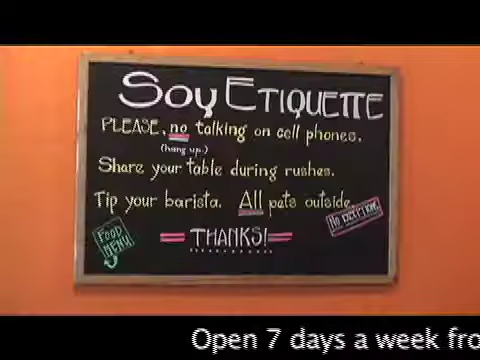 Soy ETIQUETTE
PLEASE, no talking on cell phones.
(hang up.)
Share your table during rushes.
Tip your barista. All pets outside.
NO EXCEPTIONS
FOOD MENU
THANKS!
Open 7 days a week fro